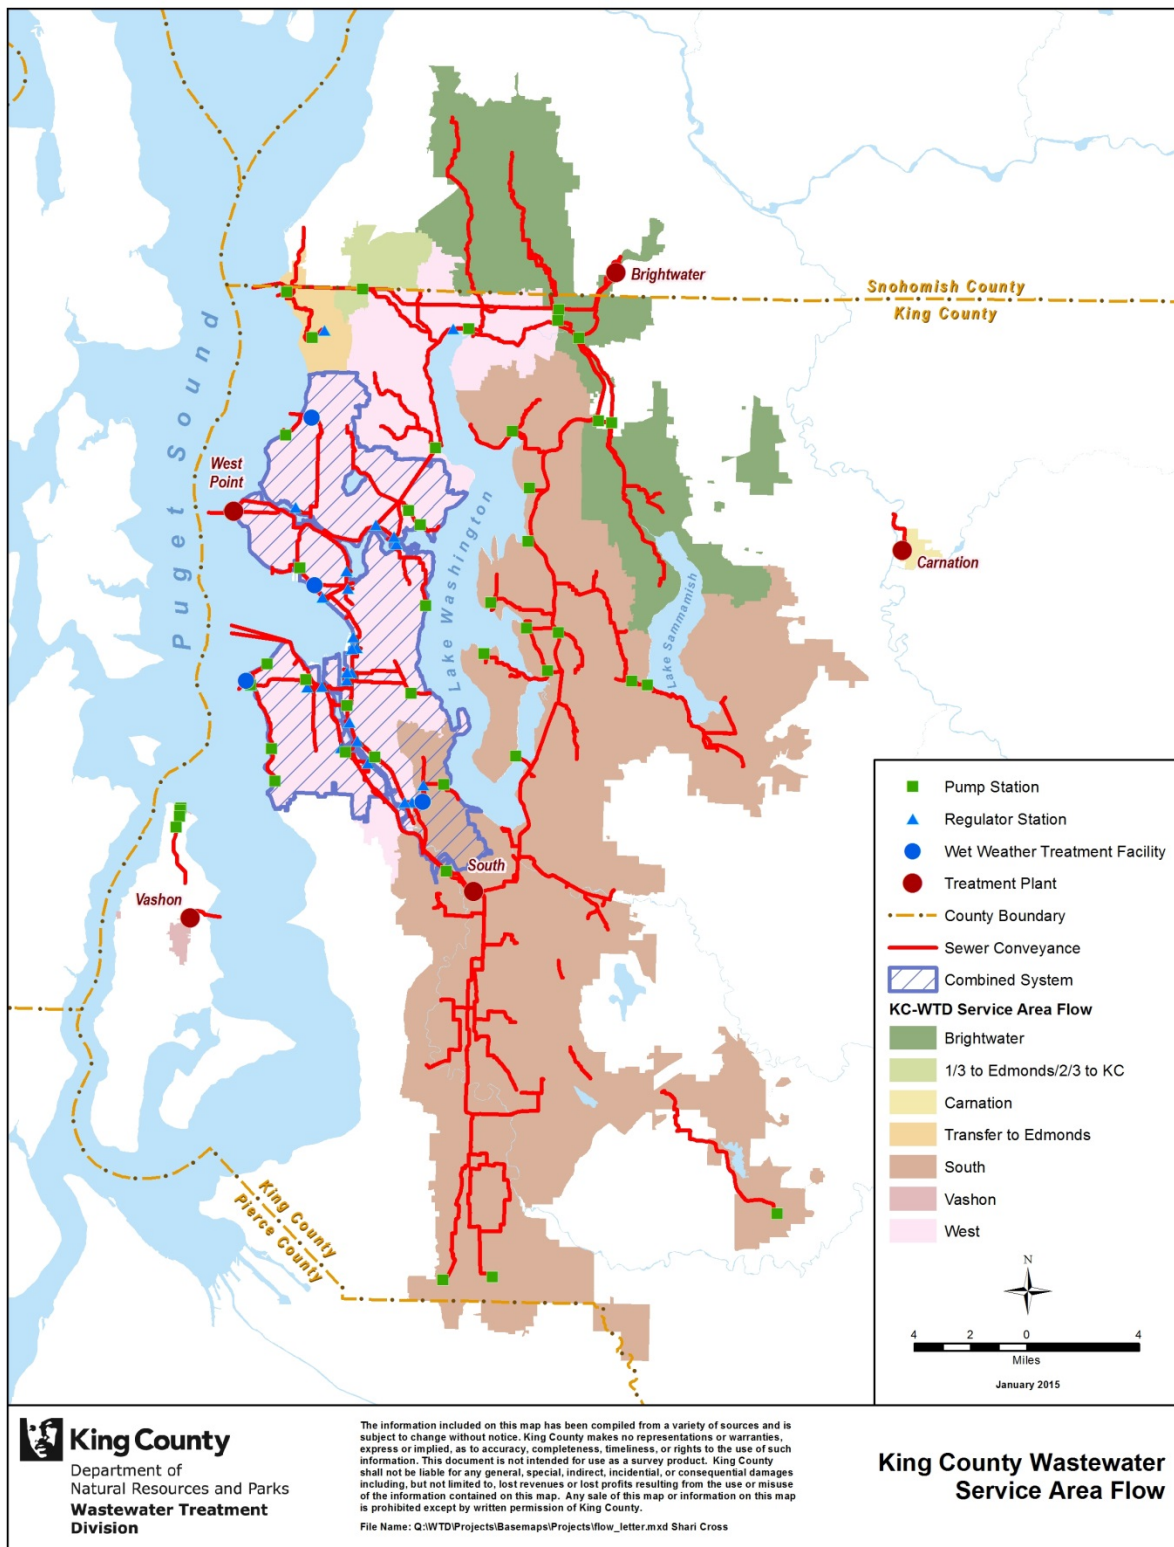 Brightwater
Snohomish County
King County
Puget Sound
West
Point
Lake Washington
Carnation
Lake Sammamish
South
Vashon
King County
Pierce County
Pump Station
Regulator Station
Wet Weather Treatment Facility
Treatment Plant
County Boundary
Sewer Conveyance
Combined System
KC-WTD Service Area Flow
Brightwater
1/3 to Edmonds/2/3 to KC
Carnation
Transfer to Edmonds
South
Vashon
West
N
4 2 0 4
Miles
January 2015
King County
Department of
Natural Resources and Parks
Wastewater Treatment
Division
The information included on this map has been compiled from a variety of sources and is
subject to change without notice. King County makes no representations or warranties,
express or implied, as to accuracy, completeness, timeliness, or rights to the use of such
information. This document is not intended for use as a survey product. King County
shall not be liable for any general, special, indirect, incidental, or consequential damages
including, but not limited to, lost revenues or lost profits resulting from the use or misuse
of the information contained on this map. Any sale of this map or information on this map
is prohibited except by written permission of King County.
File Name: Q:\WTD\Projects\Basemaps\Projects\flow_letter.mxd Shari Cross
King County Wastewater
Service Area Flow